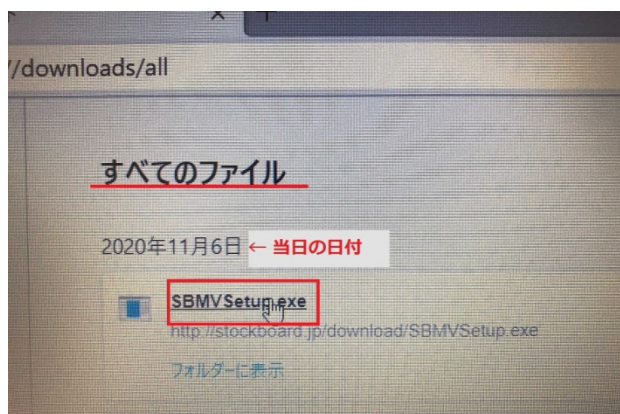 //downloads/all
すべてのファイル
2020年11月6日 ← 当日の日付
SBMVSetup.exe
http://stockboard.jp/download/SBMVSetup.exe
フォルダーに表示